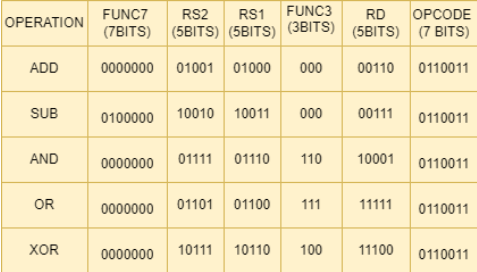 OPERATION FUNC7 (7BITS) RS2 (5BITS) RS1 (5BITS) FUNC3 (3BITS) RD (5BITS) OPCODE (7 BITS)
ADD 0000000 01001 01000 000 00110 0110011
SUB 0100000 10010 10011 000 00111 0110011
AND 0000000 01111 01110 110 10001 0110011
OR 0000000 01101 01100 111 11111 0110011
XOR 0000000 10111 10110 100 11100 0110011